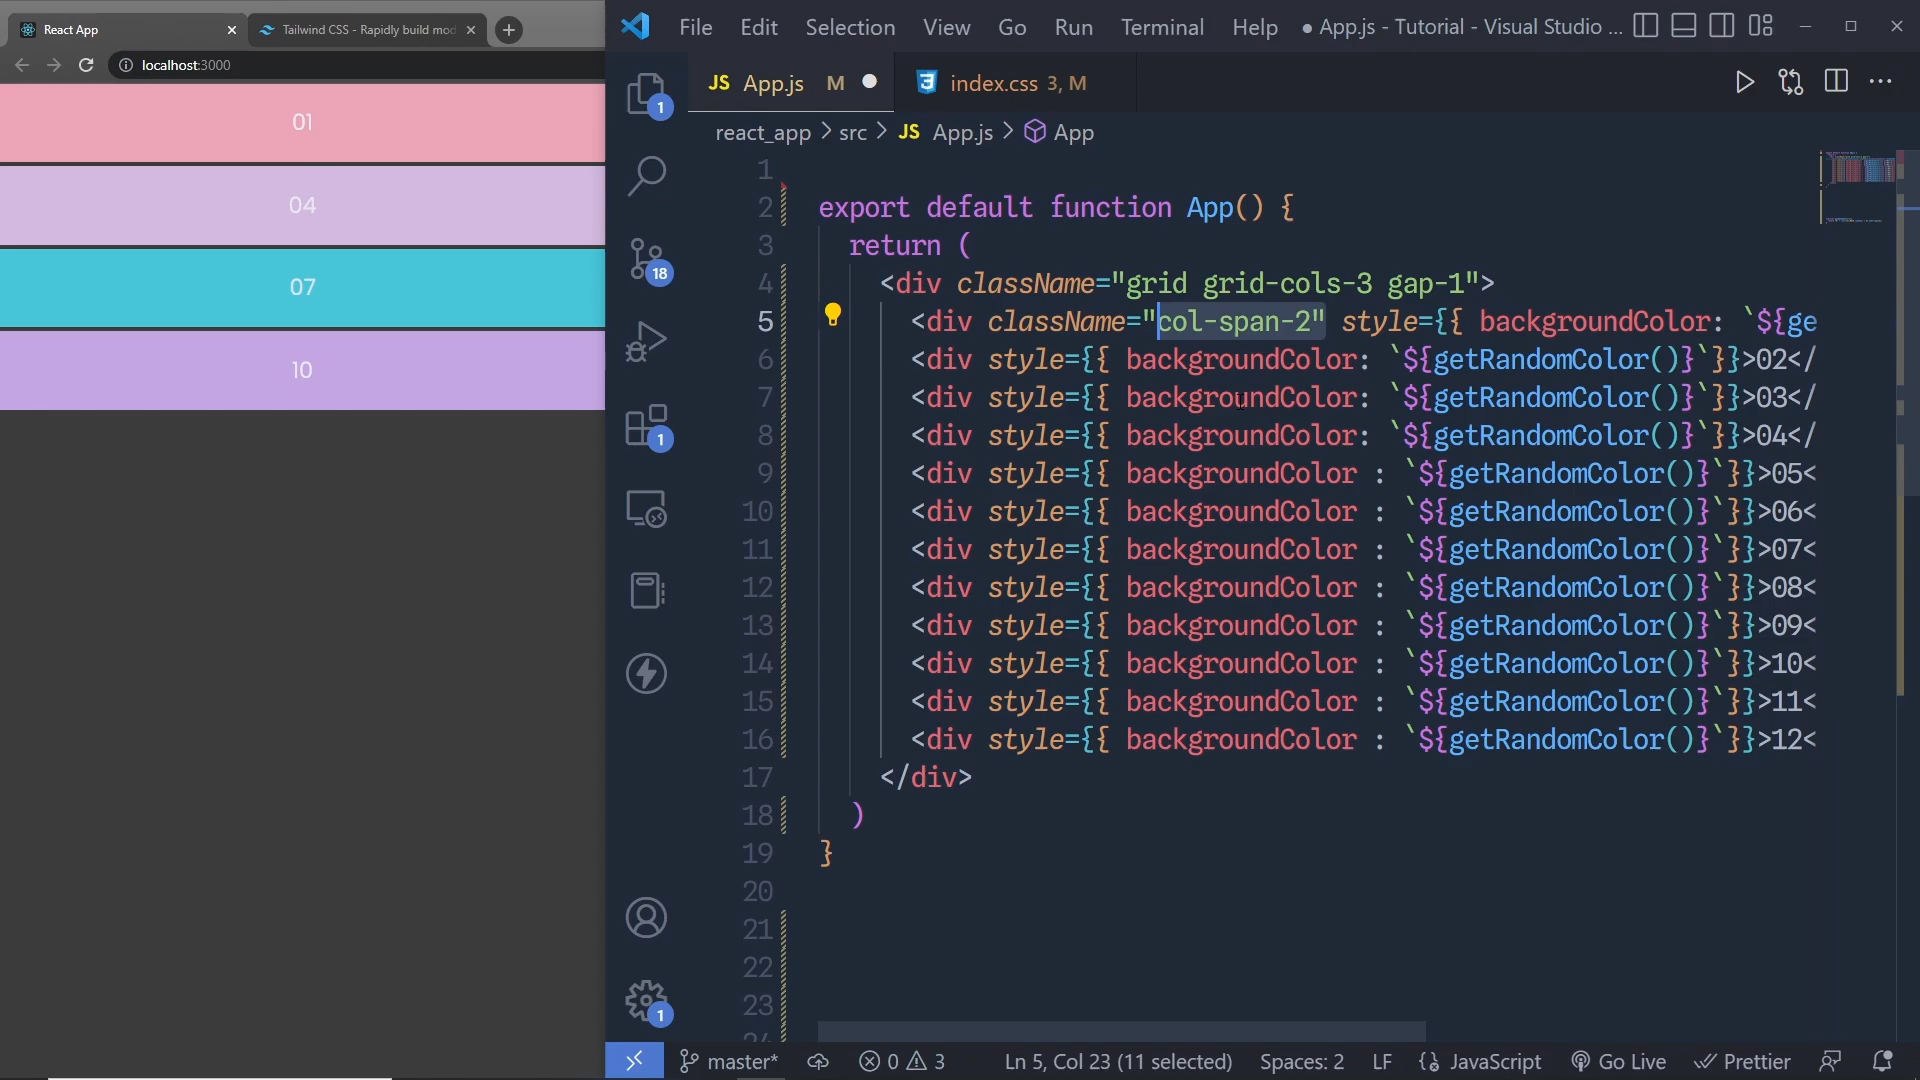 React App
Tailwind CSS - Rapidly build mod
localhost:3000
01
04
07
10
File Edit Selection View Go Run Terminal Help
● App.js - Tutorial - Visual Studio ...
JS App.js M
index.css 3, M
react_app > src > JS App.js > App
1
2 export default function App() {
3 return (
4 <div className="grid grid-cols-3 gap-1">
5 <div className="col-span-2" style={{ backgroundColor: `${ge
6 <div style={{ backgroundColor: `${getRandomColor()}`}}>02</
7 <div style={{ backgroundColor: `${getRandomColor()}`}}>03</
8 <div style={{ backgroundColor: `${getRandomColor()}`}}>04</
9 <div style={{ backgroundColor : `${getRandomColor()}`}}>05<
10 <div style={{ backgroundColor : `${getRandomColor()}`}}>06<
11 <div style={{ backgroundColor : `${getRandomColor()}`}}>07<
12 <div style={{ backgroundColor : `${getRandomColor()}`}}>08<
13 <div style={{ backgroundColor : `${getRandomColor()}`}}>09<
14 <div style={{ backgroundColor : `${getRandomColor()}`}}>10<
15 <div style={{ backgroundColor : `${getRandomColor()}`}}>11<
16 <div style={{ backgroundColor : `${getRandomColor()}`}}>12<
17 </div>
18 )
19 }
20
21
22
23
1
18
1
1
master* 0 3 Ln 5, Col 23 (11 selected) Spaces: 2 LF JavaScript Go Live Prettier